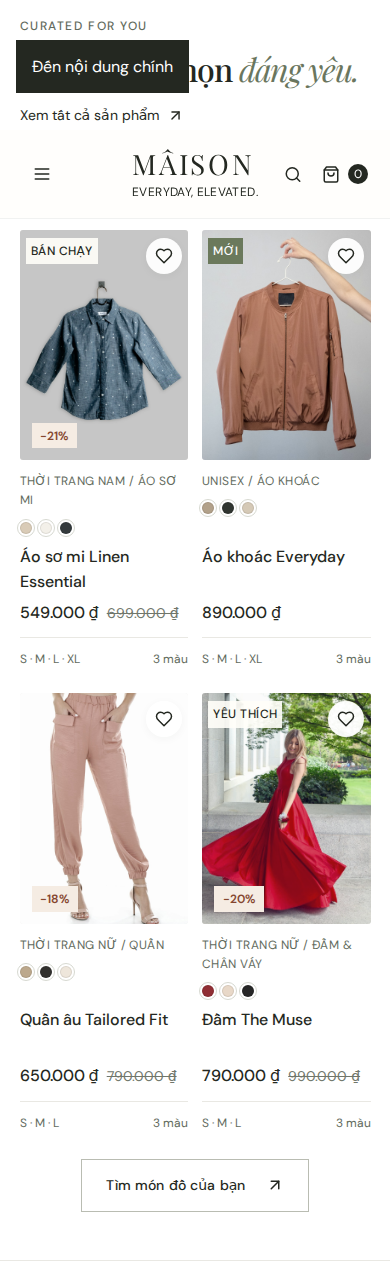 CURATED FOR YOU
Đến nội dung chính
họn đáng yêu.
Xem tất cả sản phẩm
MÂISON
EVERYDAY, ELEVATED.
0
BÁN CHẠY
MỚI
-21%
THỜI TRANG NAM / ÁO SƠ
MI
UNISEX / ÁO KHOÁC
Áo sơ mi Linen
Essential
Áo khoác Everyday
549.000 ₫ 699.000 ₫
890.000 ₫
S · M · L · XL 3 màu
S · M · L · XL 3 màu
YÊU THÍCH
-18%
-20%
THỜI TRANG NỮ / QUẦN
THỜI TRANG NỮ / ĐẦM &
CHÂN VÁY
Quần âu Tailored Fit
Đầm The Muse
650.000 ₫ 790.000 ₫
790.000 ₫ 990.000 ₫
S · M · L 3 màu
S · M · L 3 màu
Tìm món đồ của bạn